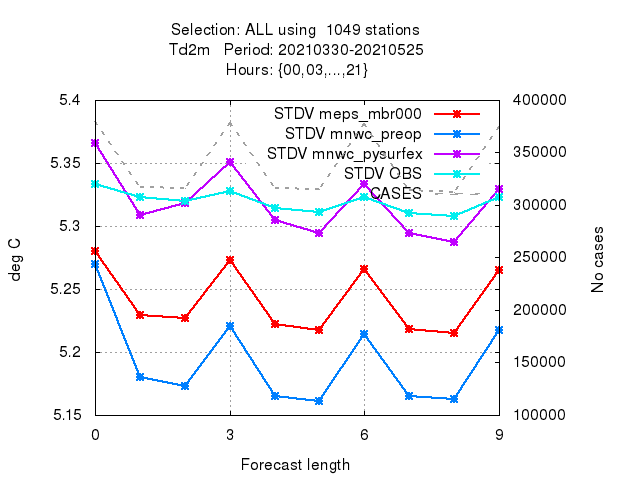 Selection: ALL using  1049 stations
Td2m   Period: 20210330-20210525
Hours: {00,03,...,21}
5.4
5.35
5.3
5.25
5.2
5.15
deg C
STDV meps_mbr000
STDV mnwc_preop
STDV mnwc_pysurfex
STDV OBS
CASES
400000
350000
300000
250000
200000
150000
100000
No cases
0
3
6
9
Forecast length